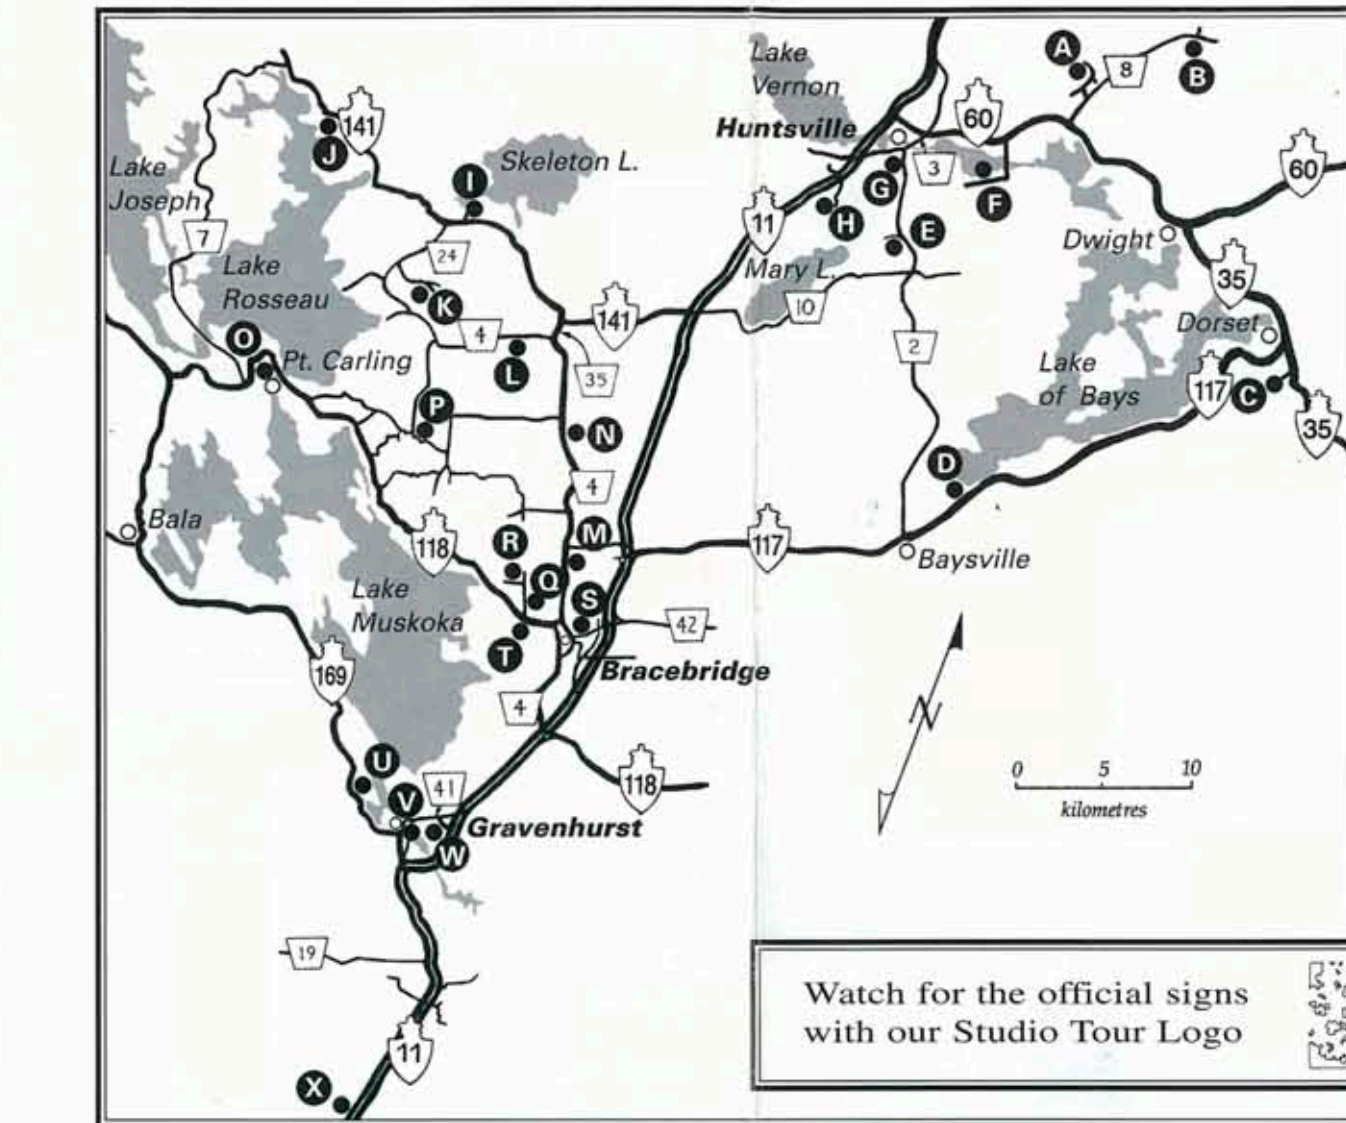 Lake
Vernon
Huntsville
A
8
B
60
60
141
J
Lake
Joseph
I
Skeleton L.
G
3
F
H
E
11
7
24
Lake
Rosseau
K
Mary L.
10
Dwight
35
141
4
O
Pt. Carling
L
35
2
Dorset
Lake
of Bays
117
C
35
P
N
4
D
Bala
118
R
M
117
Baysville
Q
S
Lake
Muskoka
42
T
Bracebridge
169
4
N
U
41
118
0 5 10
kilometres
V
Gravenhurst
W
19
11
X
Watch for the official signs
with our Studio Tour Logo